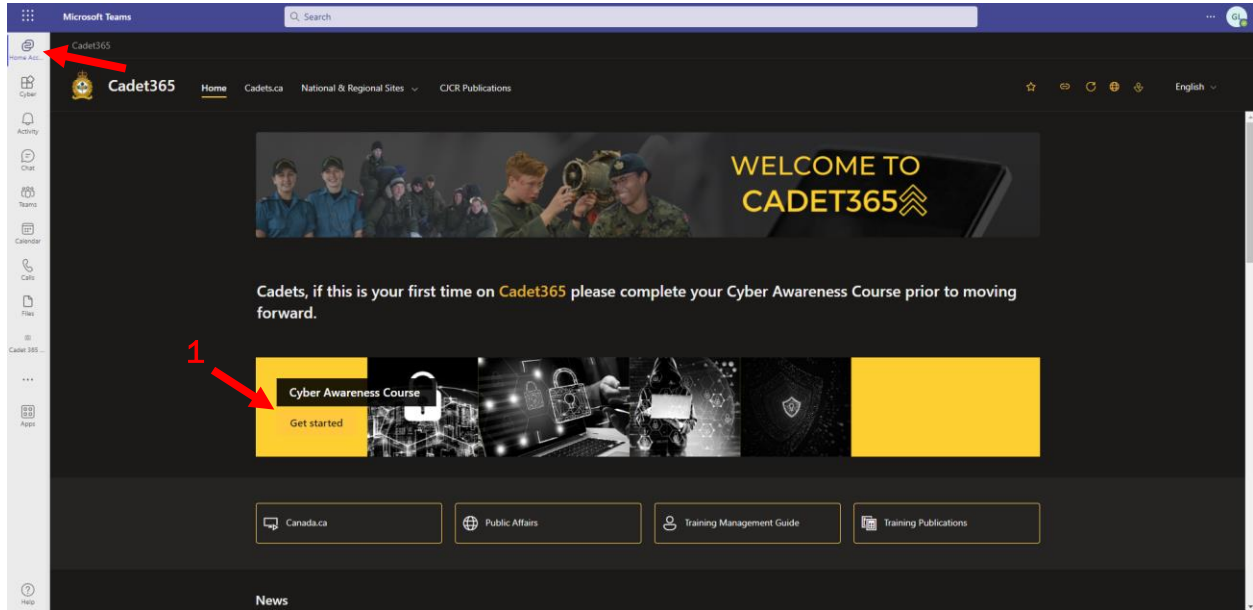 Microsoft Teams
Search
GL
Home Acc...
Cyber
Activity
Chat
Teams
Calendar
Calls
Files
Cadet 365 ...
Apps
Help
Cadet365
Cadet365 Home Cadets.ca National & Regional Sites CJCR Publications English
WELCOME TO
CADET365
Cadets, if this is your first time on Cadet365 please complete your Cyber Awareness Course prior to moving
forward.
1
Cyber Awareness Course
Get started
Canada.ca Public Affairs Training Management Guide Training Publications
News